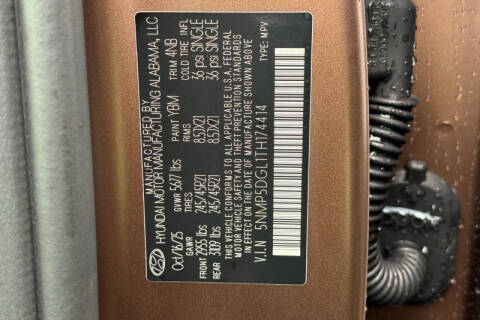 MANUFACTURED BY
HYUNDAI MOTOR MANUFACTURING ALABAMA, LLC
Oct/16/25 GVWR 5677 lbs PAINT YBM TRIM 4NB
GAWR COLD TIRE INFL
FRONT 2955 lbs 245/45R21 8.5JX21 36 psi SINGLE
REAR 3109 lbs 245/45R21 8.5JX21 36 psi SINGLE
THIS VEHICLE CONFORMS TO ALL APPLICABLE U.S. FEDERAL
MOTOR VEHICLE SAFETY AND THEFT PREVENTION STANDARDS
IN EFFECT ON THE DATE OF MANUFACTURE SHOWN ABOVE.
V.I.N 5NMP5DGL1TH174414 TYPE: MPV